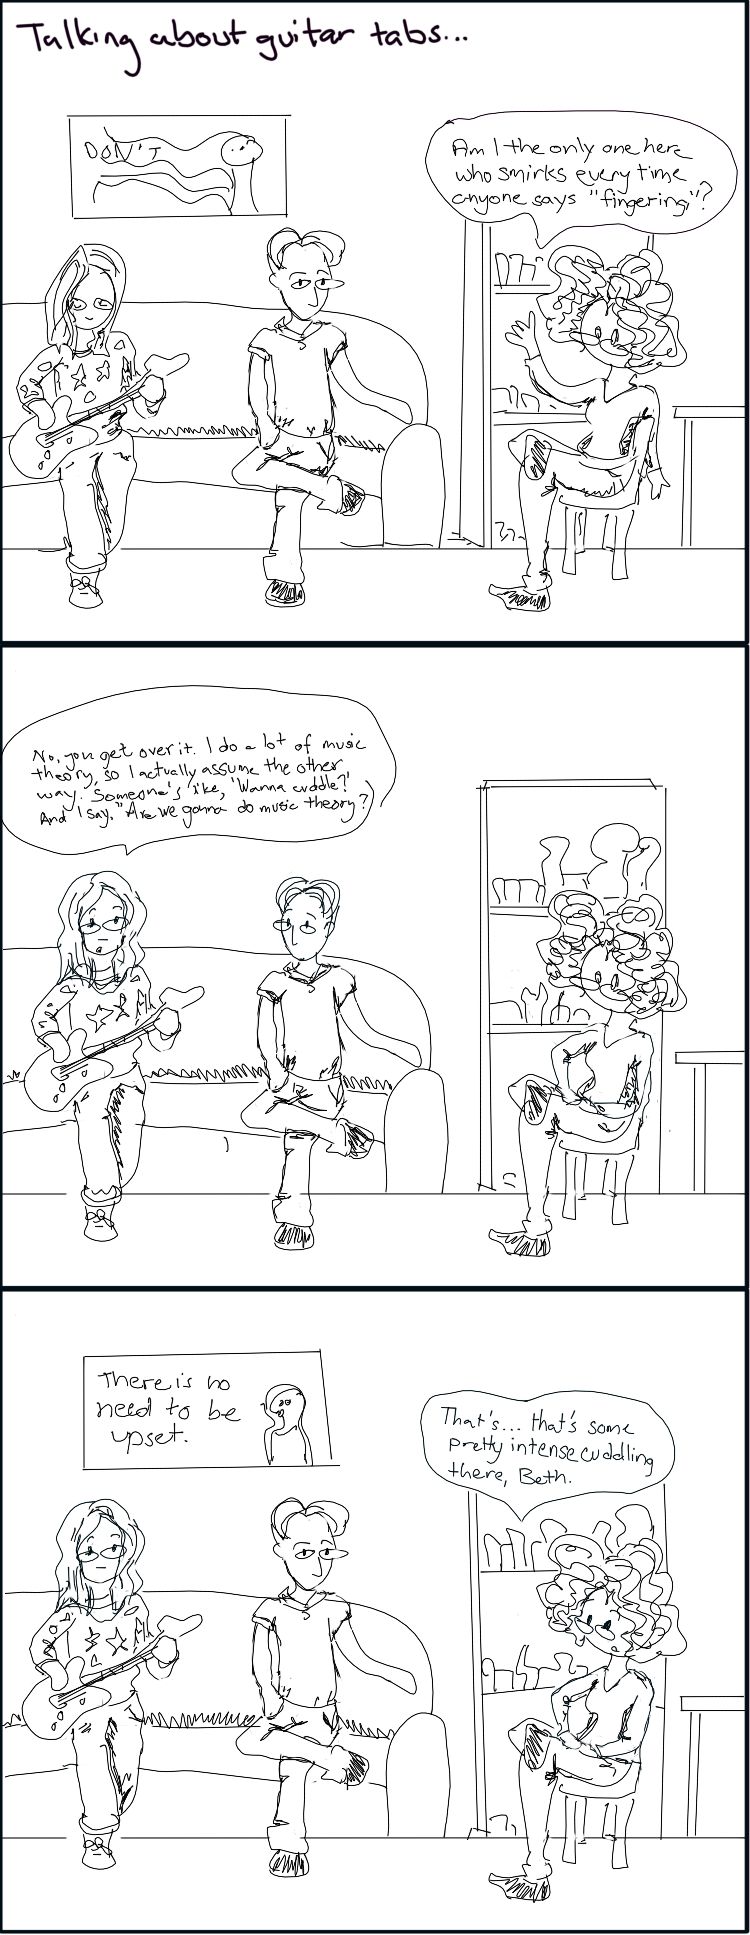 Talking about guitar tabs...
DON'T
Am I the only one here
who smirks every time
anyone says "fingering"?
No, you get over it. I do a lot of music
theory, so I actually assume the other
way. Someone's like, 'Wanna cuddle?'
And I say, "Are we gonna do music theory?"
There is no
need to be
upset.
That's... that's some
pretty intense cuddling
there, Beth.